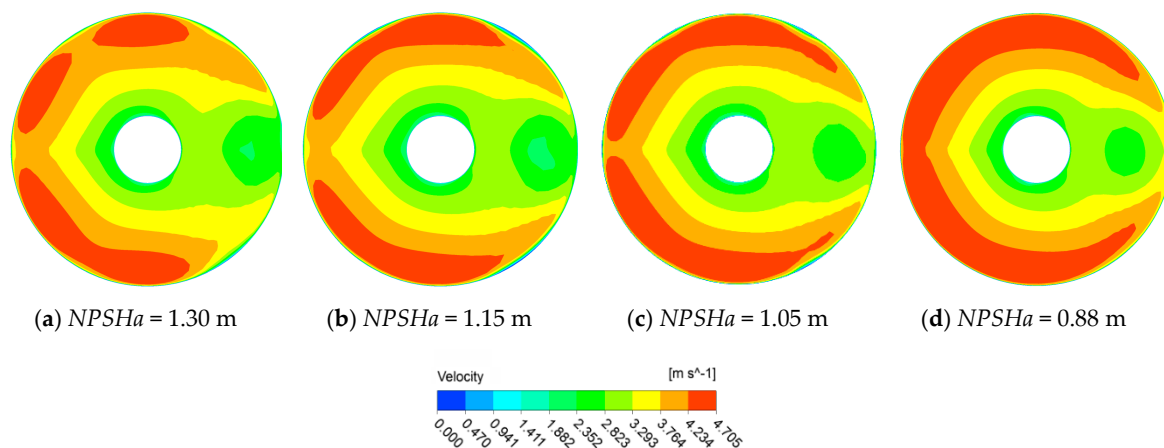 (a) NPSHa = 1.30 m
(b) NPSHa = 1.15 m
(c) NPSHa = 1.05 m
(d) NPSHa = 0.88 m
Velocity
[m s^-1]
0.000 0.470 0.941 1.411 1.882 2.352 2.823 3.293 3.764 4.234 4.705